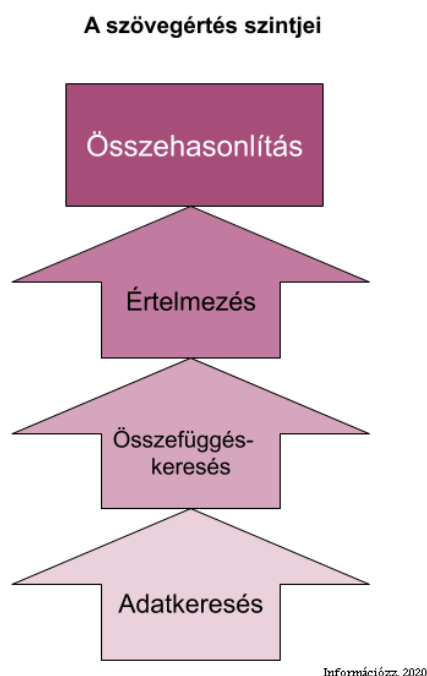 A szövegértés szintjei
Összehasonlítás
Értelmezés
Összefüggés-
keresés
Adatkeresés
Információzz, 2020